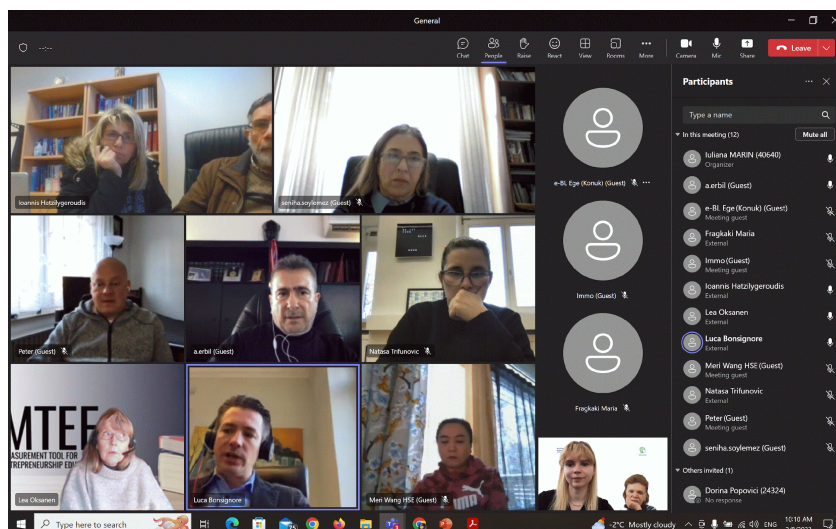 General
--:--
Chat
People
Raise
React
View
Rooms
More
Camera
Mic
Share
Leave
Participants
Type a name
In this meeting (12)
Mute all
Iuliana MARIN (40640)
Organizer
a.erbil (Guest)
e-BL Ege (Konuk) (Guest)
Meeting guest
Fragkaki Maria
External
Immo (Guest)
Meeting guest
Ioannis Hatzilygeroudis
External
Lea Oksanen
External
Luca Bonsignore
External
Meri Wang HSE (Guest)
Meeting guest
Natasa Trifunovic
External
Peter (Guest)
Meeting guest
seniha.soylemez (Guest)
Others invited (1)
Dorina Popovici (24324)
No response
Ioannis Hatzilygeroudis
seniha.soylemez (Guest)
e-BL Ege (Konuk) (Guest)
Peter (Guest)
a.erbil (Guest)
Natasa Trifunovic
Immo (Guest)
Fragkaki Maria
MTEE
ASUREMENT TOOL FOR
TREPRENEURSHIP EDU
Lea Oksanen
Luca Bonsignore
Meri Wang HSE (Guest)
Type here to search
-2°C Mostly cloudy
ENG
10:10 AM